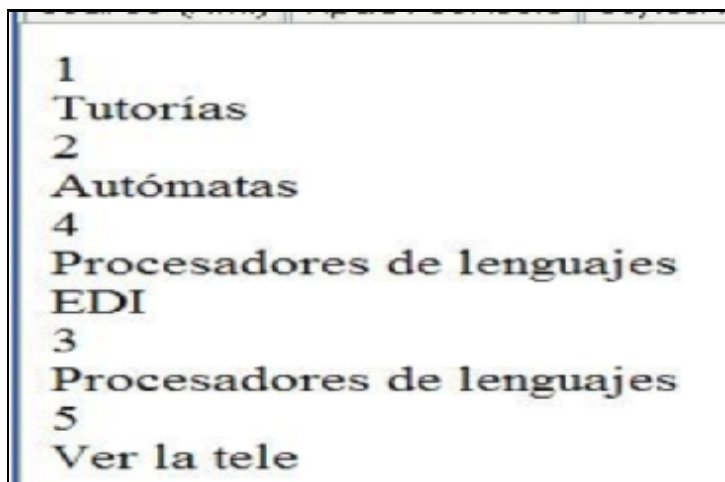 1
Tutorías
2
Autómatas
4
Procesadores de lenguajes
EDI
3
Procesadores de lenguajes
5
Ver la tele